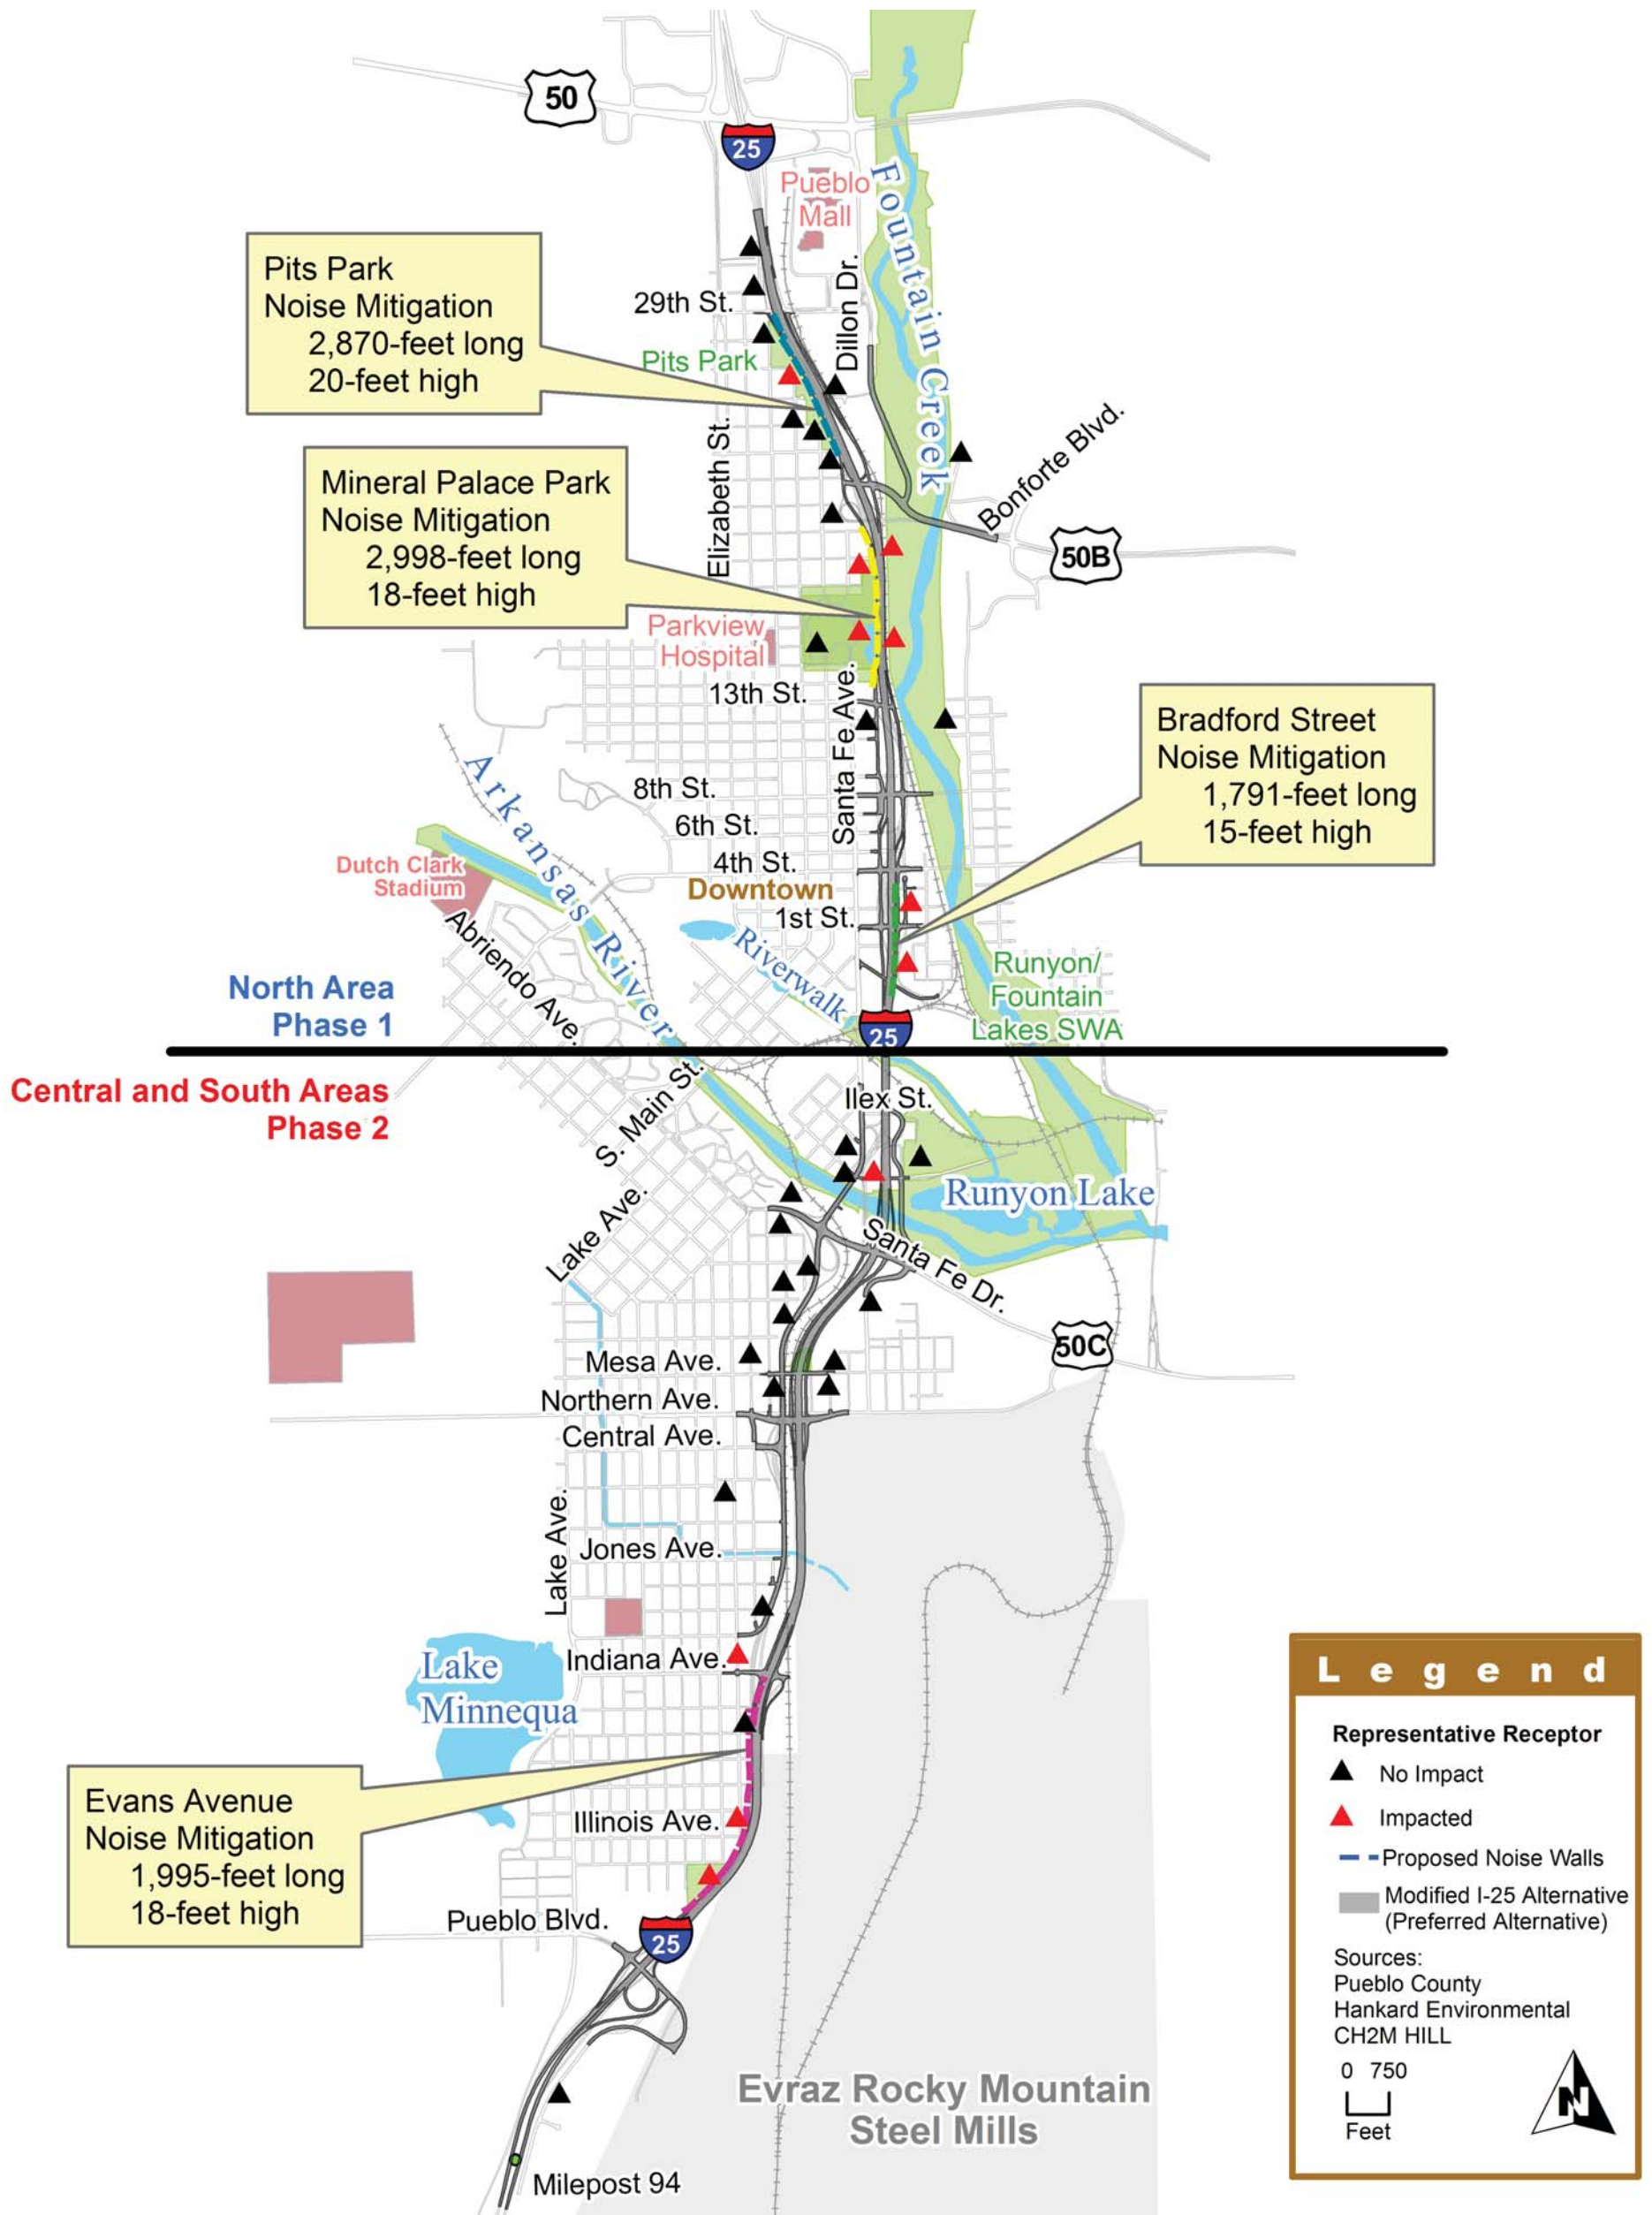 50
25
Pueblo
Mall
Fountain Creek
Pits Park
Noise Mitigation
2,870-feet long
20-feet high
29th St.
Dillon Dr.
Pits Park
Elizabeth St.
Bonforte Blvd.
50B
Mineral Palace Park
Noise Mitigation
2,998-feet long
18-feet high
Parkview
Hospital
13th St.
Santa Fe Ave.
Bradford Street
Noise Mitigation
1,791-feet long
15-feet high
Arkansas River
8th St.
6th St.
4th St.
Dutch Clark
Stadium
Downtown
1st St.
Abriendo Ave.
Riverwalk
Runyon/
Fountain
Lakes SWA
North Area
Phase 1
25
Central and South Areas
Phase 2
Ilex St.
S. Main St.
Lake Ave.
Runyon Lake
Santa Fe Dr.
50C
Mesa Ave.
Northern Ave.
Central Ave.
Lake Ave.
Jones Ave.
Indiana Ave.
Lake
Minnequa
Evans Avenue
Noise Mitigation
1,995-feet long
18-feet high
Illinois Ave.
Pueblo Blvd.
25
Evraz Rocky Mountain
Steel Mills
Milepost 94
Legend
Representative Receptor
No Impact
Impacted
Proposed Noise Walls
Modified I-25 Alternative
(Preferred Alternative)
Sources:
Pueblo County
Hankard Environmental
CH2M HILL
0 750
Feet
N